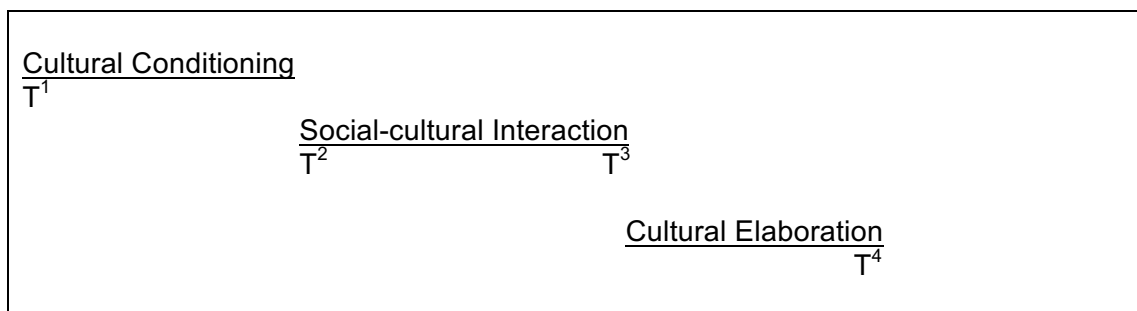 Cultural Conditioning
T¹
Social-cultural Interaction
T² T³
Cultural Elaboration
T⁴